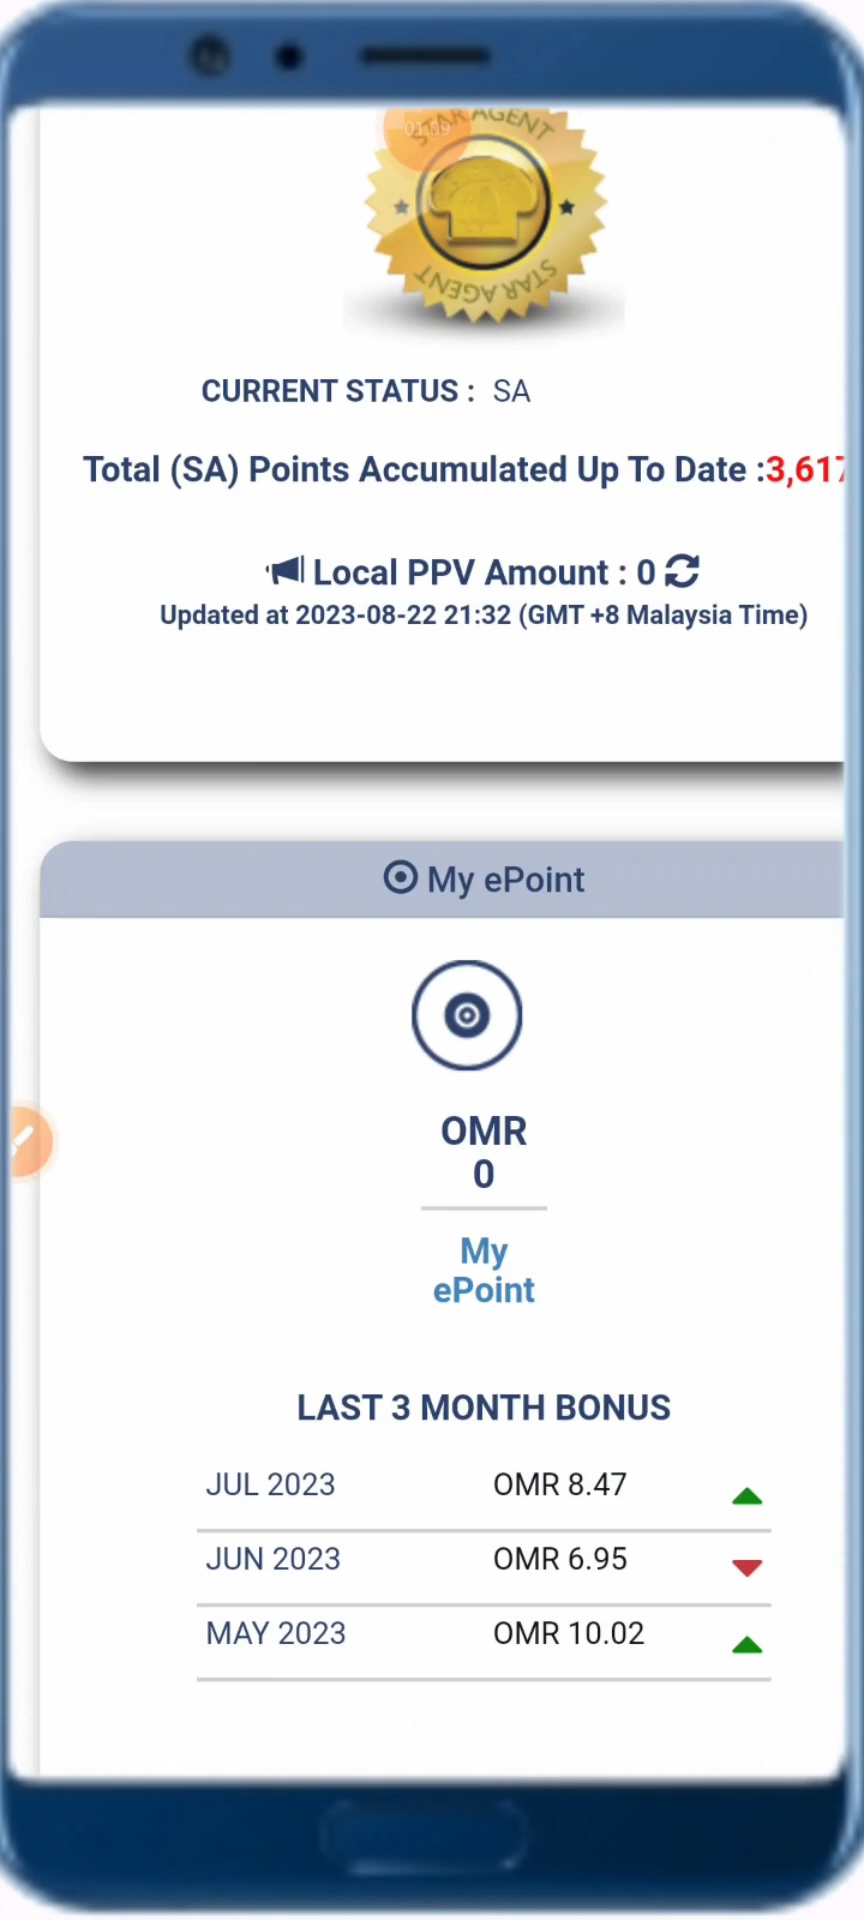 STAR AGENT
01:09
STAR AGENT
CURRENT STATUS : SA
Total (SA) Points Accumulated Up To Date :3,617
Local PPV Amount : 0
Updated at 2023-08-22 21:32 (GMT +8 Malaysia Time)
My ePoint
OMR
0
My
ePoint
LAST 3 MONTH BONUS
JUL 2023 OMR 8.47
JUN 2023 OMR 6.95
MAY 2023 OMR 10.02